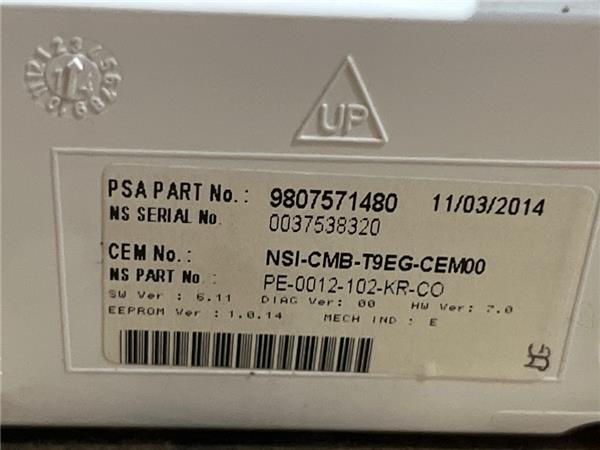 UP
PSA PART No.: 9807571480 11/03/2014
NS SERIAL No. 0037538320
CEM No.: NSI-CMB-T9EG-CEM00
NS PART No.: PE-0012-102-KR-CO
SW Ver : 6.11 DIAG Ver: 00 HW Ver: 7.0
EEPROM Ver : 1.0.14 MECH IND : E